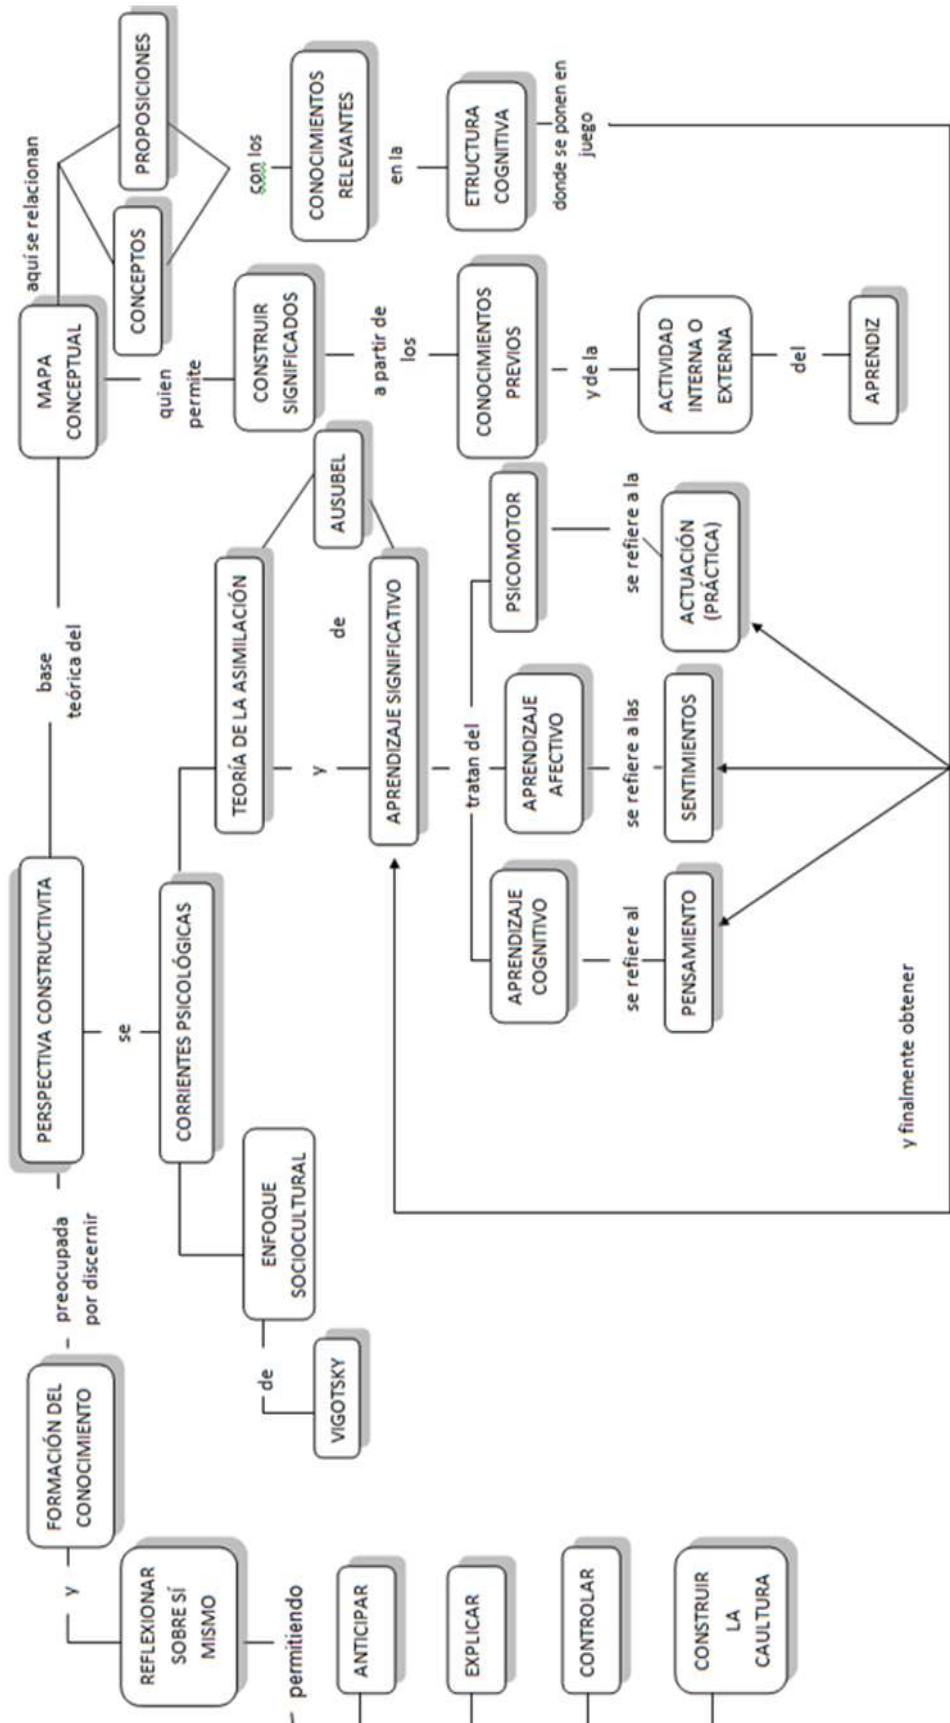 FORMACIÓN DEL
CONOCIMIENTO
preocupada
por discernir
PERSPECTIVA CONSTRUCTIVITA
base
teórica del
MAPA
CONCEPTUAL
aquí se relacionan
y
REFLEXIONAR
SOBRE SÍ
MISMO
permitiendo
ANTICIPAR
EXPLICAR
CONTROLAR
CONSTRUIR
LA
CAULTURA
se
CORRIENTES PSICOLÓGICAS
ENFOQUE
SOCIOCULTURAL
de
VIGOTSKY
TEORÍA DE LA ASIMILACIÓN
y
de
AUSUBEL
APRENDIZAJE SIGNIFICATIVO
tratan del
APRENDIZAJE
COGNITIVO
APRENDIZAJE
AFECTIVO
PSICOMOTOR
se refiere al
se refiere a las
se refiere a la
PENSAMIENTO
SENTIMIENTOS
ACTUACIÓN
(PRÁCTICA)
quien
permite
CONSTRUIR
SIGNIFICADOS
a partir de
los
CONOCIMIENTOS
PREVIOS
y de la
ACTIVIDAD
INTERNA O
EXTERNA
del
APRENDIZ
CONCEPTOS
PROPOSICIONES
con los
CONOCIMIENTOS
RELEVANTES
en la
ETRUCTURA
COGNITIVA
donde se ponen en
juego
y finalmente obtener